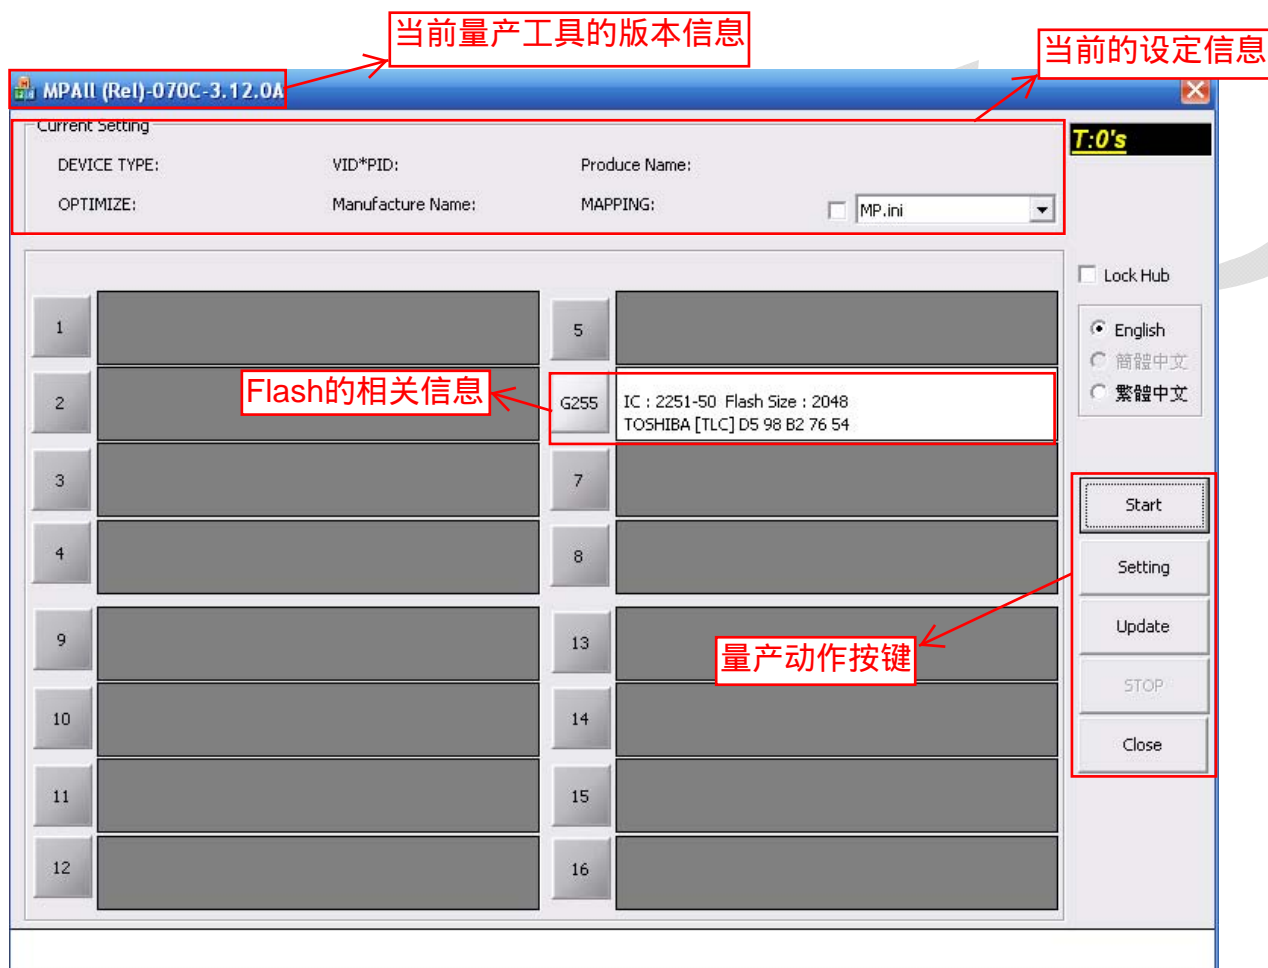 当前量产工具的版本信息
当前的设定信息
MPALL (Rel)-070C-3.12.0A
Current Setting
T:0's
DEVICE TYPE:
VID*PID:
Produce Name:
OPTIMIZE:
Manufacture Name:
MAPPING:
MP.ini
Lock Hub
English
簡體中文
繁體中文
1
5
2
Flash的相关信息
G255
IC : 2251-50 Flash Size : 2048
TOSHIBA [TLC] D5 98 B2 76 54
3
7
4
8
Start
Setting
Update
STOP
Close
9
13
量产动作按键
10
14
11
15
12
16